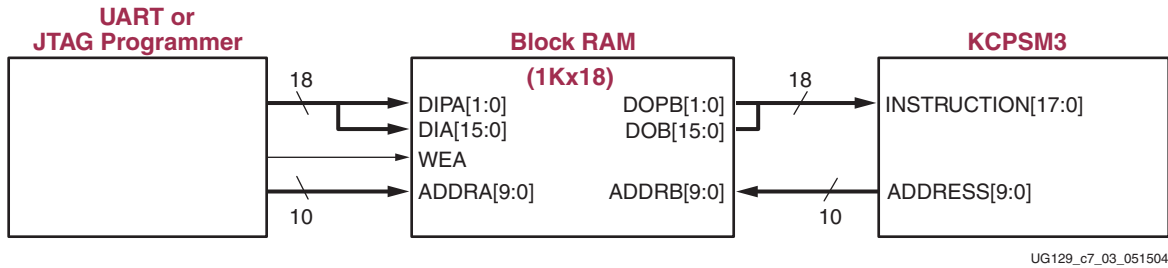 UART or
JTAG Programmer
Block RAM
(1Kx18)
KCPSM3
18
DIPA[1:0]
DIA[15:0]
WEA
ADDRA[9:0]
10
DOPB[1:0]
DOB[15:0]
ADDRB[9:0]
18
10
INSTRUCTION[17:0]
ADDRESS[9:0]
UG129_c7_03_051504